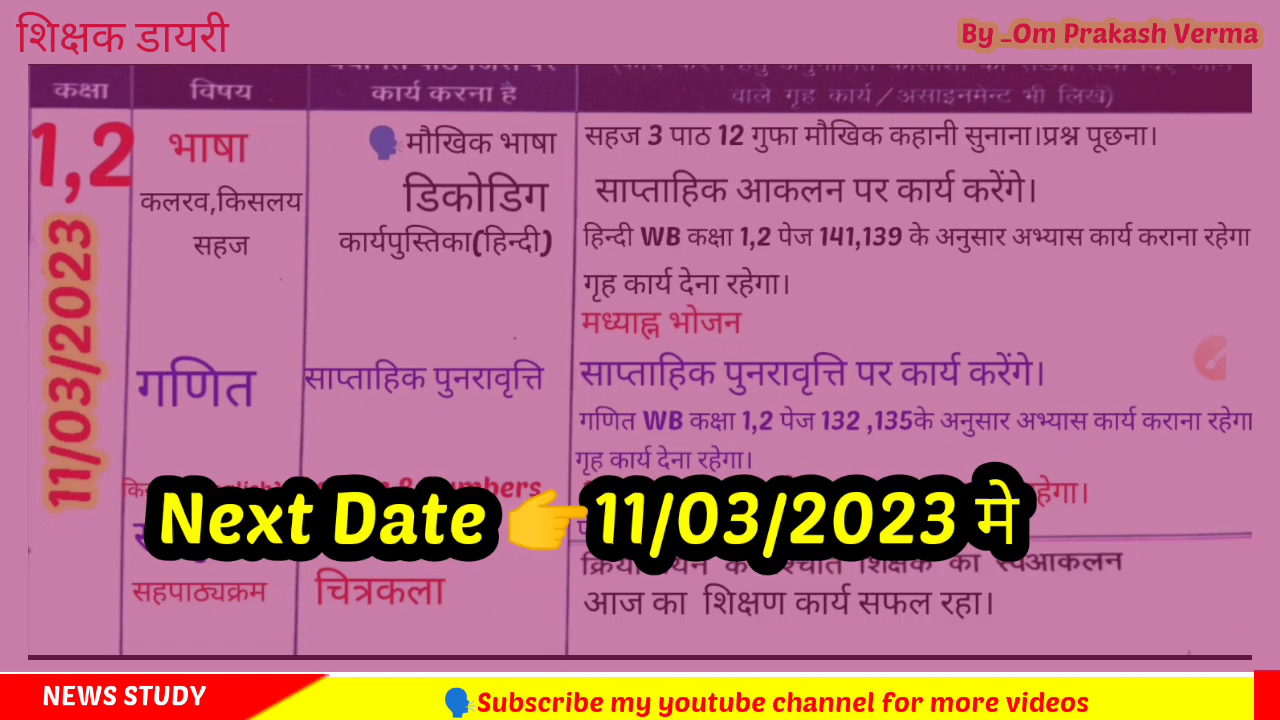 शिक्षक डायरी
By _Om Prakash Verma
कक्षा
विषय
कार्य करना है
वाले गृह कार्य/असाइनमेन्ट भी लिखें)
1,2
11/03/2023
भाषा
कलरव,किसलय
सहज
🗣️मौखिक भाषा
डिकोडिग
कार्यपुस्तिका(हिन्दी)
सहज 3 पाठ 12 गुफा मौखिक कहानी सुनाना।प्रश्न पूछना।
साप्ताहिक आकलन पर कार्य करेंगे।
हिन्दी WB कक्षा 1,2 पेज 141,139 के अनुसार अभ्यास कार्य कराना रहेगा
गृह कार्य देना रहेगा।
मध्याह्न भोजन
गणित
साप्ताहिक पुनरावृत्ति
साप्ताहिक पुनरावृत्ति पर कार्य करेंगे।
गणित WB कक्षा 1,2 पेज 132 ,135के अनुसार अभ्यास कार्य कराना रहेगा
गृह कार्य देना रहेगा।
रहेगा।
Next Date 👉11/03/2023 मे
शिक्षक का स्वआकलन
सहपाठ्यक्रम
चित्रकला
आज का शिक्षण कार्य सफल रहा।
NEWS STUDY
🗣️Subscribe my youtube channel for more videos